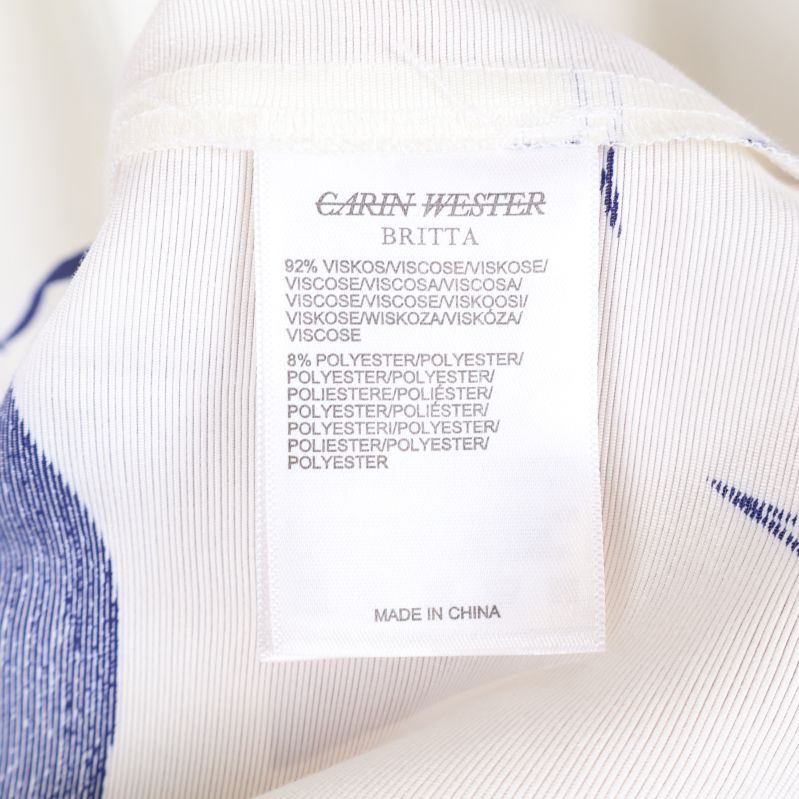 CARIN WESTER
BRITTA
92% VISKOS/VISCOSE/VISKOSE/
VISCOSE/VISCOSA/VISCOSA/
VISCOSE/VISCOSE/VISKOOSI/
VISKOSE/WISKOZA/VISKÓZA/
VISCOSE
8% POLYESTER/POLYESTER/
POLYESTER/POLYESTER/
POLIESTERE/POLIÉSTER/
POLYESTER/POLIÉSTER/
POLYESTERI/POLYESTER/
POLIESTER/POLYESTER/
POLYESTER
MADE IN CHINA